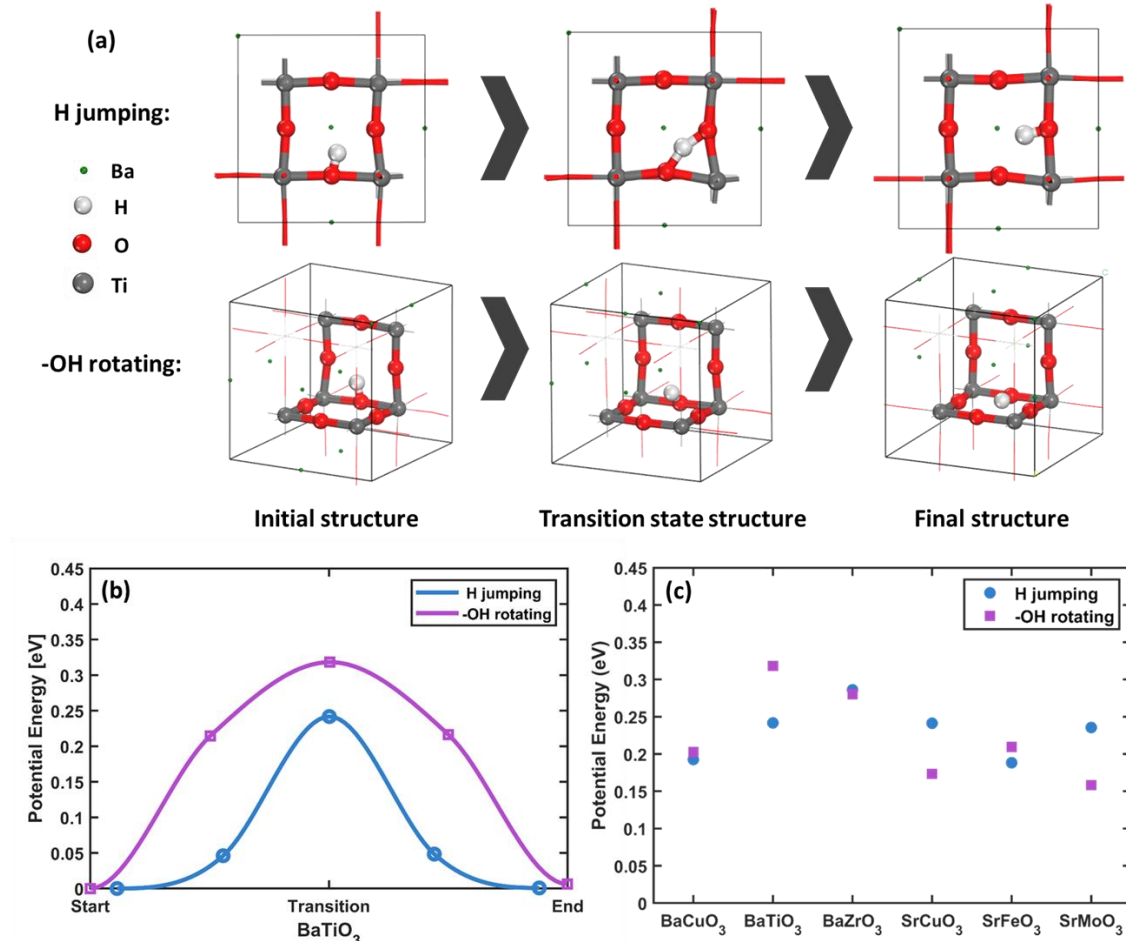 (a)
H jumping:
Ba
H
O
Ti
-OH rotating:
Initial structure
Transition state structure
Final structure
(b)
H jumping
-OH rotating
Potential Energy [eV]
0.45
0.4
0.35
0.3
0.25
0.2
0.15
0.1
0.05
0
Start
Transition
End
BaTiO₃
(c)
H jumping
-OH rotating
Potential Energy (eV)
0.45
0.4
0.35
0.3
0.25
0.2
0.15
0.1
0.05
0
BaCuO₃ BaTiO₃ BaZrO₃ SrCuO₃ SrFeO₃ SrMoO₃